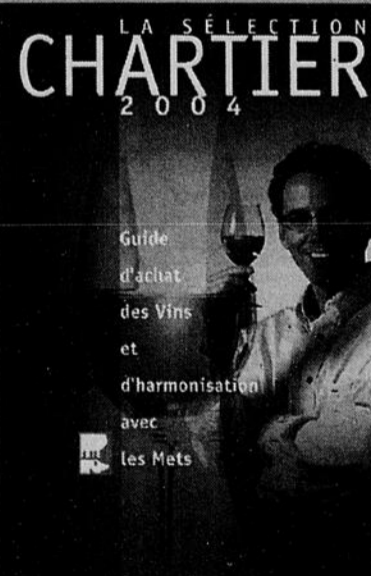 LA SÉLECTION
CHARTIER
2004
Guide
d'achat
des Vins
et
d'harmonisation
avec
les Mets